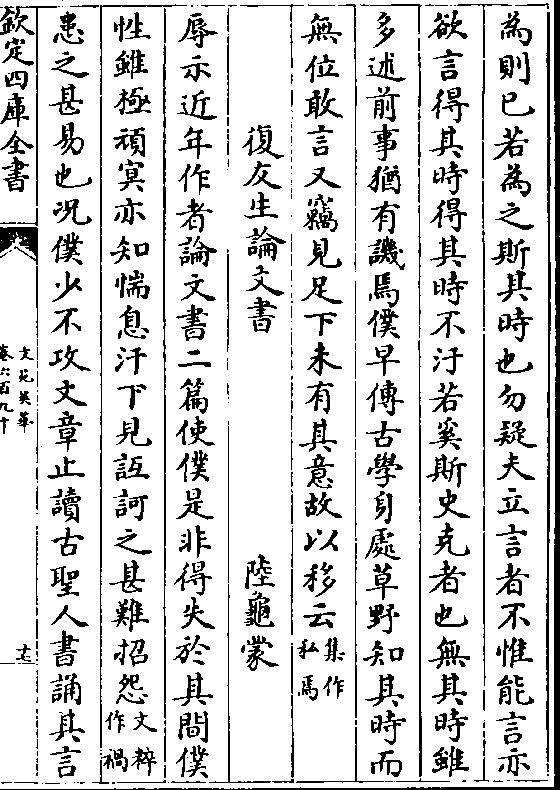 為則已若為之斯其時也勿疑夫立言者不惟能言亦
欲言得其時得其時不汙若奚斯史克者也無其時雖
多述前事猶有譏焉僕早傳古學身處草野知其時而
無位敢言又竊見足下未有其意故以移云集作私焉
復友生論文書 陸龜蒙
辱示近年作者論文書二篇使僕是非得失於其間僕
性雖極頑冥亦知惴息汗下見詆訶之甚難招怨文粹作禍
患之甚易也况僕少不攻文章止讀古聖人書誦其言
欽定四庫全書
文苑英華
卷六百九十
十七